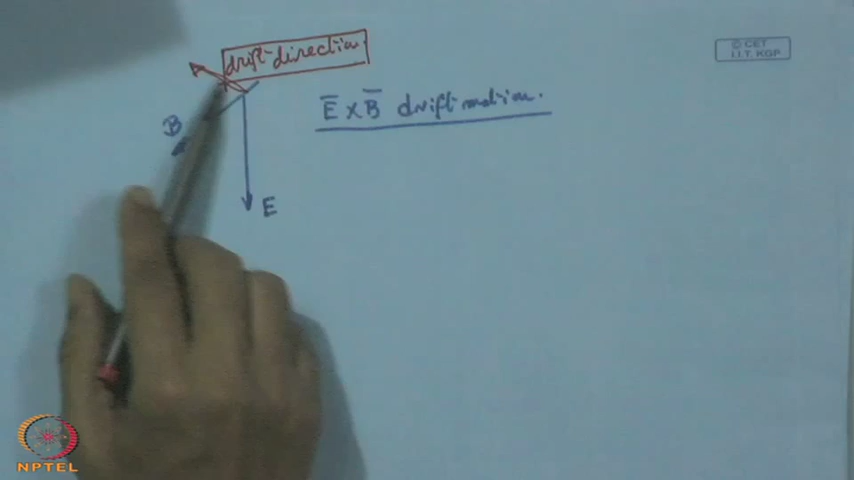 drift direction
© CET
I.I.T. KGP
E̅ X B̅ drift motion.
B
E
NPTEL